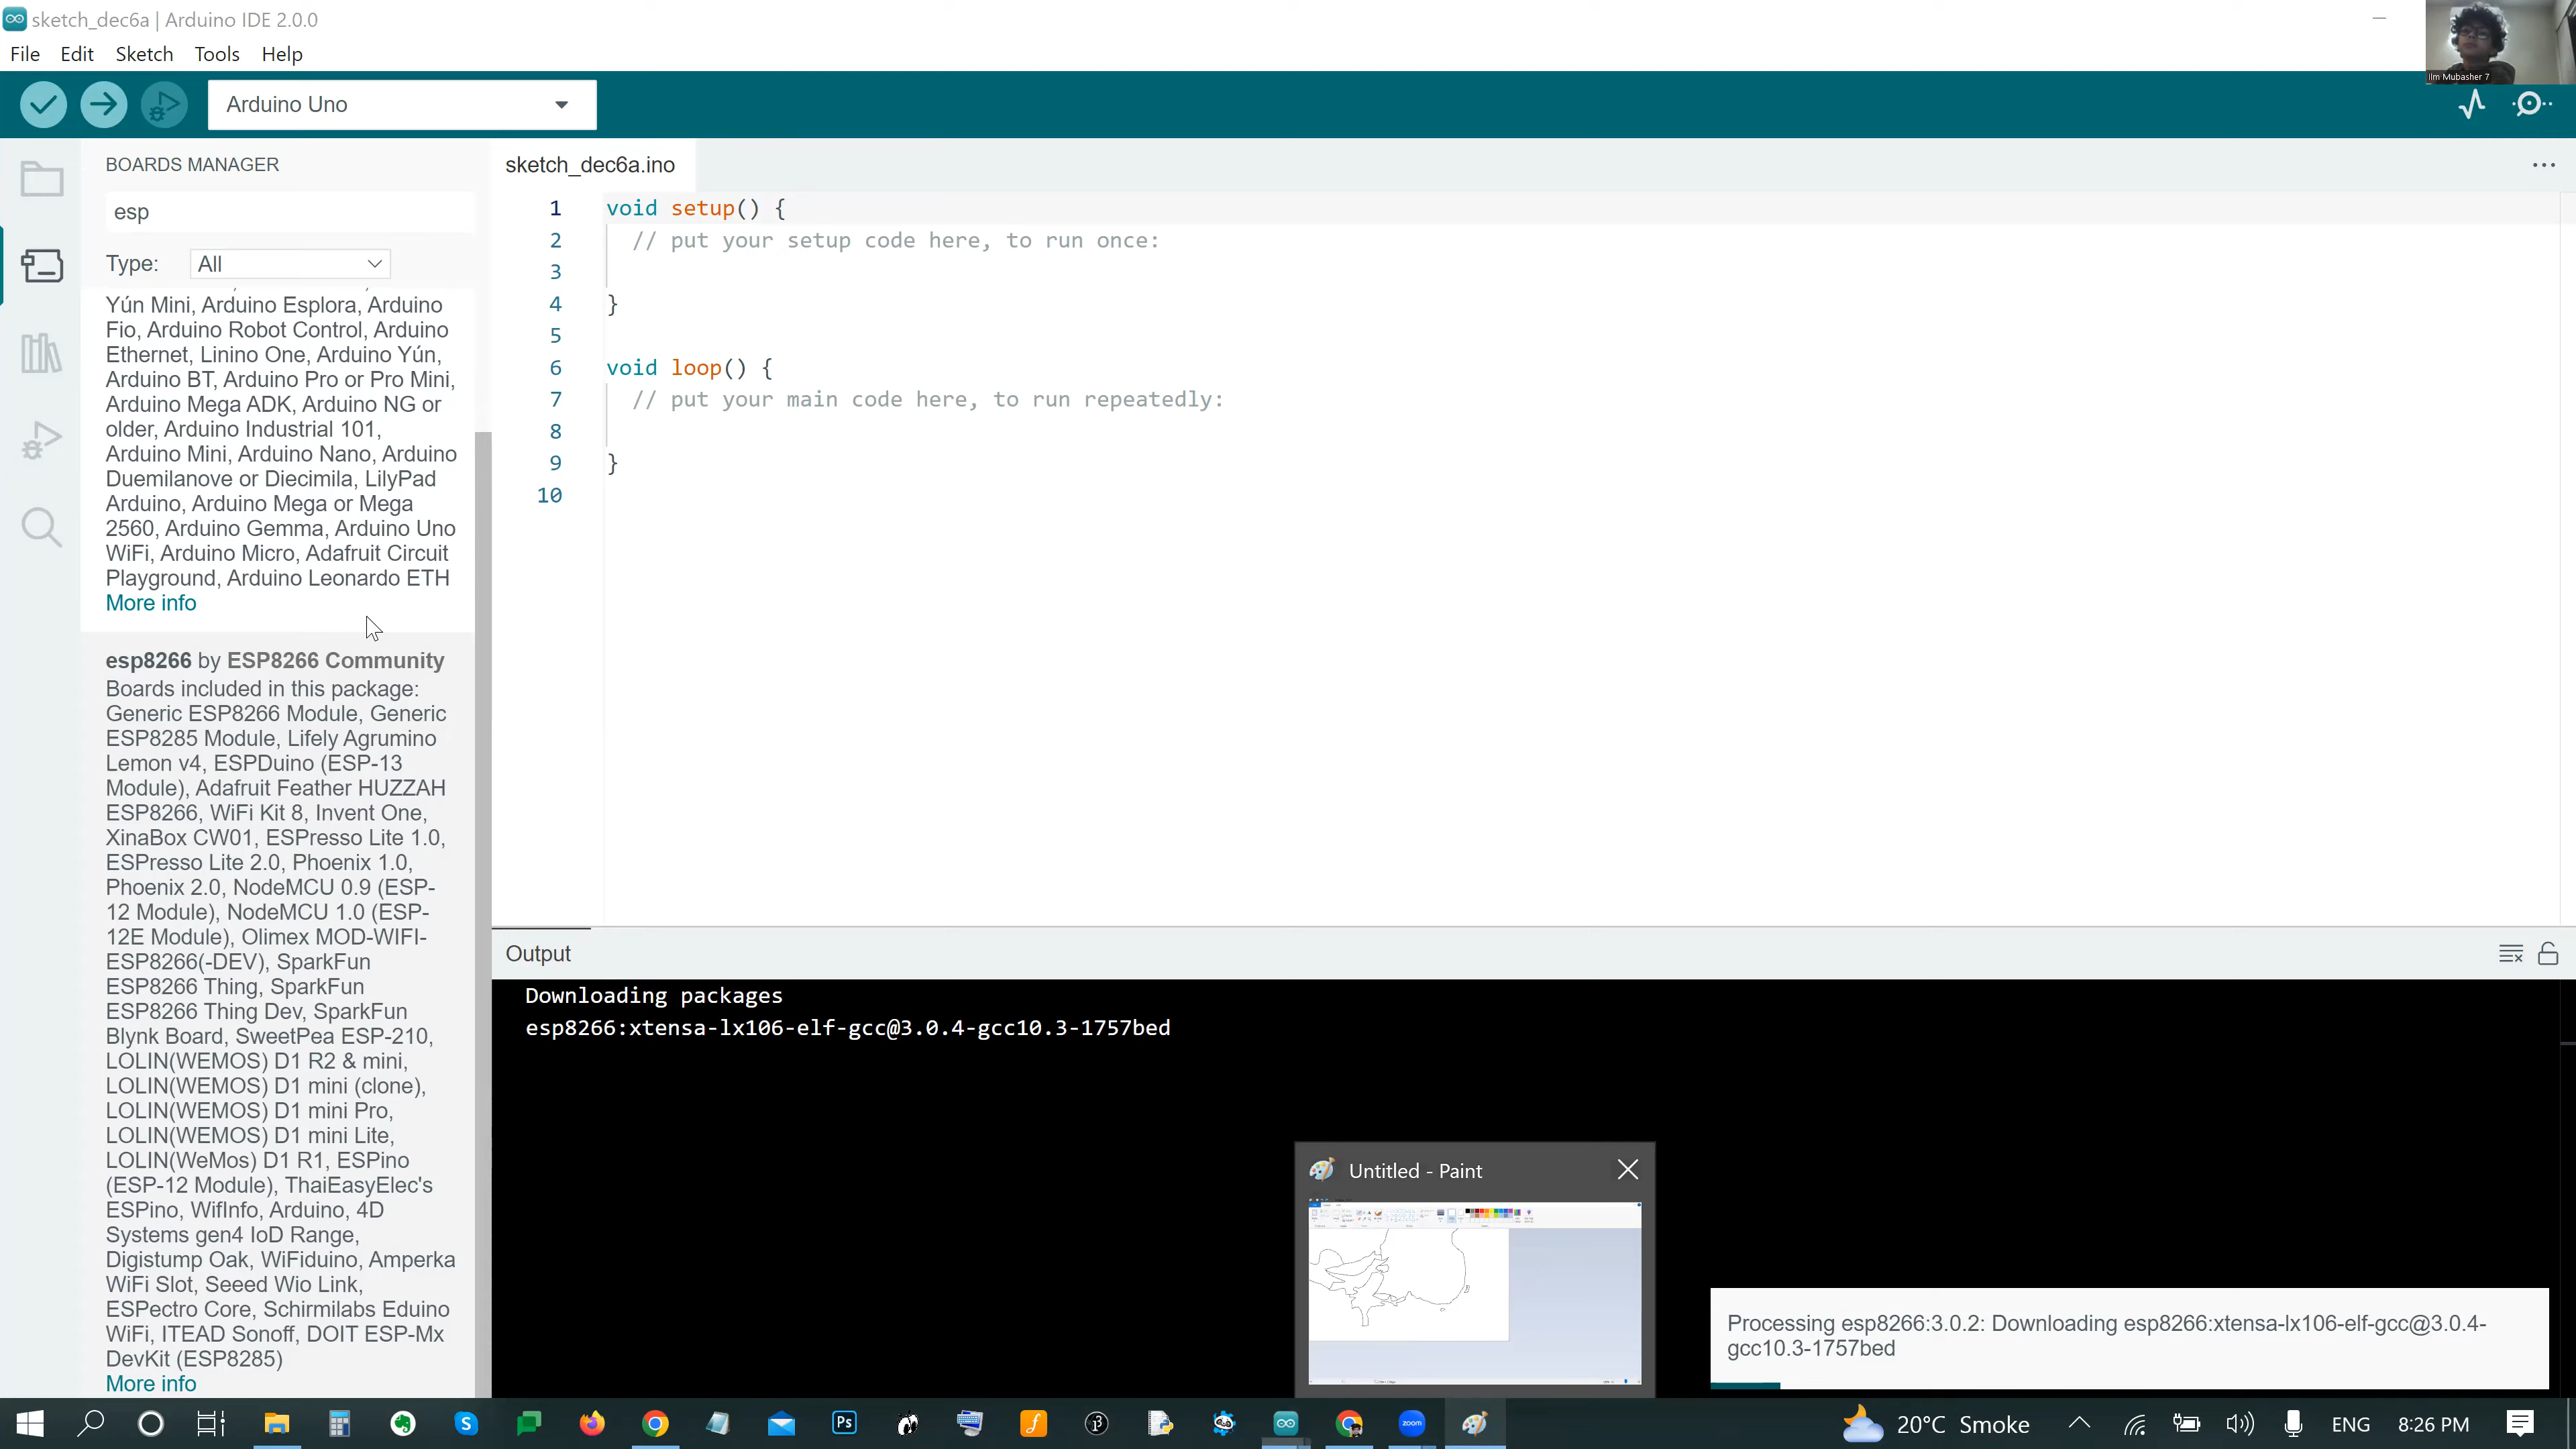 sketch_dec6a | Arduino IDE 2.0.0
File Edit Sketch Tools Help
Ilm Mubasher 7
Arduino Uno
BOARDS MANAGER
esp
Type: All
Yún Mini, Arduino Esplora, Arduino
Fio, Arduino Robot Control, Arduino
Ethernet, Linino One, Arduino Yún,
Arduino BT, Arduino Pro or Pro Mini,
Arduino Mega ADK, Arduino NG or
older, Arduino Industrial 101,
Arduino Mini, Arduino Nano, Arduino
Duemilanove or Diecimila, LilyPad
Arduino, Arduino Mega or Mega
2560, Arduino Gemma, Arduino Uno
WiFi, Arduino Micro, Adafruit Circuit
Playground, Arduino Leonardo ETH
More info
esp8266 by ESP8266 Community
Boards included in this package:
Generic ESP8266 Module, Generic
ESP8285 Module, Lifely Agrumino
Lemon v4, ESPDuino (ESP-13
Module), Adafruit Feather HUZZAH
ESP8266, WiFi Kit 8, Invent One,
XinaBox CW01, ESPresso Lite 1.0,
ESPresso Lite 2.0, Phoenix 1.0,
Phoenix 2.0, NodeMCU 0.9 (ESP-
12 Module), NodeMCU 1.0 (ESP-
12E Module), Olimex MOD-WIFI-
ESP8266(-DEV), SparkFun
ESP8266 Thing, SparkFun
ESP8266 Thing Dev, SparkFun
Blynk Board, SweetPea ESP-210,
LOLIN(WEMOS) D1 R2 & mini,
LOLIN(WEMOS) D1 mini (clone),
LOLIN(WEMOS) D1 mini Pro,
LOLIN(WEMOS) D1 mini Lite,
LOLIN(WeMos) D1 R1, ESPino
(ESP-12 Module), ThaiEasyElec's
ESPino, WifInfo, Arduino, 4D
Systems gen4 IoD Range,
Digistump Oak, WiFiduino, Amperka
WiFi Slot, Seeed Wio Link,
ESPectro Core, Schirmilabs Eduino
WiFi, ITEAD Sonoff, DOIT ESP-Mx
DevKit (ESP8285)
More info
sketch_dec6a.ino
1 void setup() {
2 // put your setup code here, to run once:
3
4 }
5
6 void loop() {
7 // put your main code here, to run repeatedly:
8
9 }
10
Output
Downloading packages
esp8266:xtensa-lx106-elf-gcc@3.0.4-gcc10.3-1757bed
Untitled - Paint
Processing esp8266:3.0.2: Downloading esp8266:xtensa-lx106-elf-gcc@3.0.4-
gcc10.3-1757bed
Ps
zoom
20°C Smoke
ENG
8:26 PM